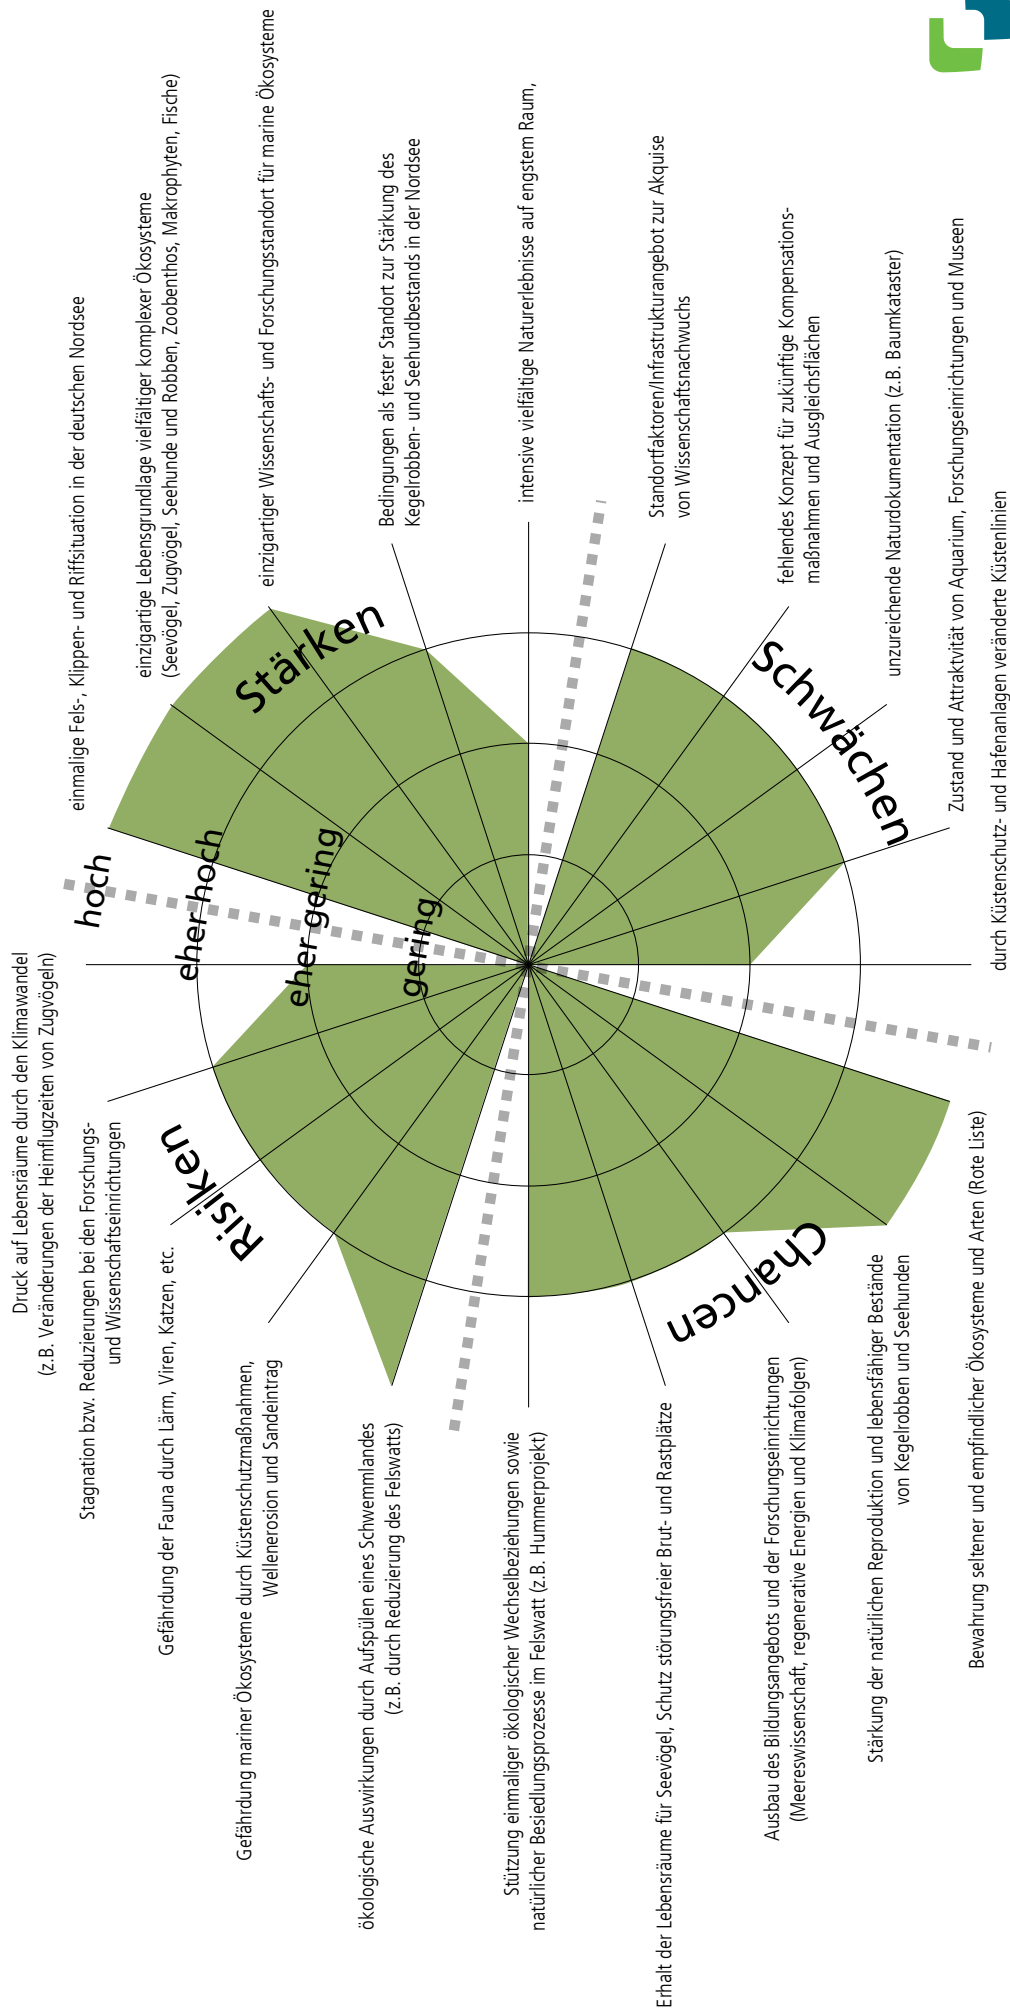 Druck auf Lebensräume durch den Klimawandel
(z.B. Veränderungen der Heimflugzeiten von Zugvögeln)
Stagnation bzw. Reduzierungen bei den Forschungs-
und Wissenschaftseinrichtungen
Gefährdung der Fauna durch Lärm, Viren, Katzen, etc.
Gefährdung mariner Ökosysteme durch Küstenschutzmaßnahmen,
Wellenerosion und Sandeintrag
ökologische Auswirkungen durch Aufspülen eines Schwemmlandes
(z.B. durch Reduzierung des Felswatts)
Stützung einmaliger ökologischer Wechselbeziehungen sowie
natürlicher Besiedlungsprozesse im Felswatt (z.B. Hummerprojekt)
Erhalt der Lebensräume für Seevögel, Schutz störungsfreier Brut- und Rastplätze
Ausbau des Bildungsangebots und der Forschungseinrichtungen
(Meereswissenschaft, regenerative Energien und Klimafolgen)
Stärkung der natürlichen Reproduktion und lebensfähiger Bestände
von Kegelrobben und Seehunden
Bewahrung seltener und empfindlicher Ökosysteme und Arten (Rote Liste)
Risiken
Chancen
hoch
eher hoch
eher gering
gering
Stärken
Schwächen
einmalige Fels-, Klippen- und Riffsituation in der deutschen Nordsee
einzigartige Lebensgrundlage vielfältiger komplexer Ökosysteme
(Seevögel, Zugvögel, Seehunde und Robben, Zoobenthos, Makrophyten, Fische)
einzigartiger Wissenschafts- und Forschungsstandort für marine Ökosysteme
Bedingungen als fester Standort zur Stärkung des
Kegelrobben- und Seehundbestands in der Nordsee
intensive vielfältige Naturerlebnisse auf engstem Raum,
Standortfaktoren/Infrastrukturangebot zur Akquise
von Wissenschaftsnachwuchs
fehlendes Konzept für zukünftige Kompensations-
maßnahmen und Ausgleichsflächen
unzureichende Naturdokumentation (z.B. Baumkataster)
Zustand und Attraktvität von Aquarium, Forschungseinrichtungen und Museen
durch Küstenschutz- und Hafenanlagen veränderte Küstenlinien